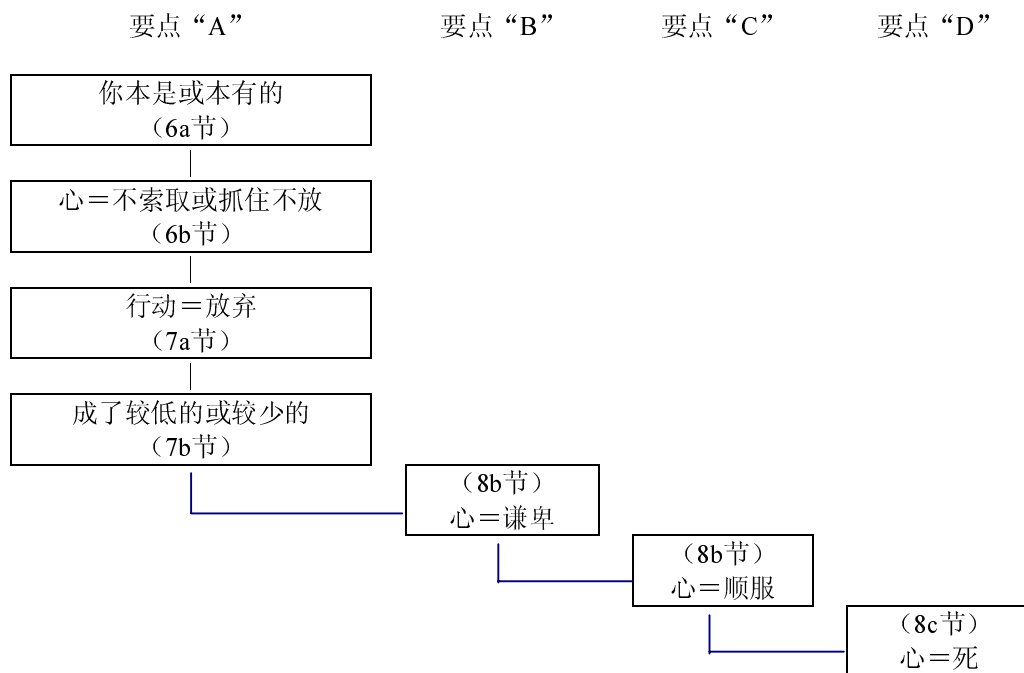 要点“A” 要点“B” 要点“C” 要点“D”
你本是或本有的
（6a节）
心＝不索取或抓住不放
（6b节）
行动＝放弃
（7a节）
成了较低的或较少的
（7b节）
（8b节）
心＝谦卑
（8b节）
心＝顺服
（8c节）
心＝死